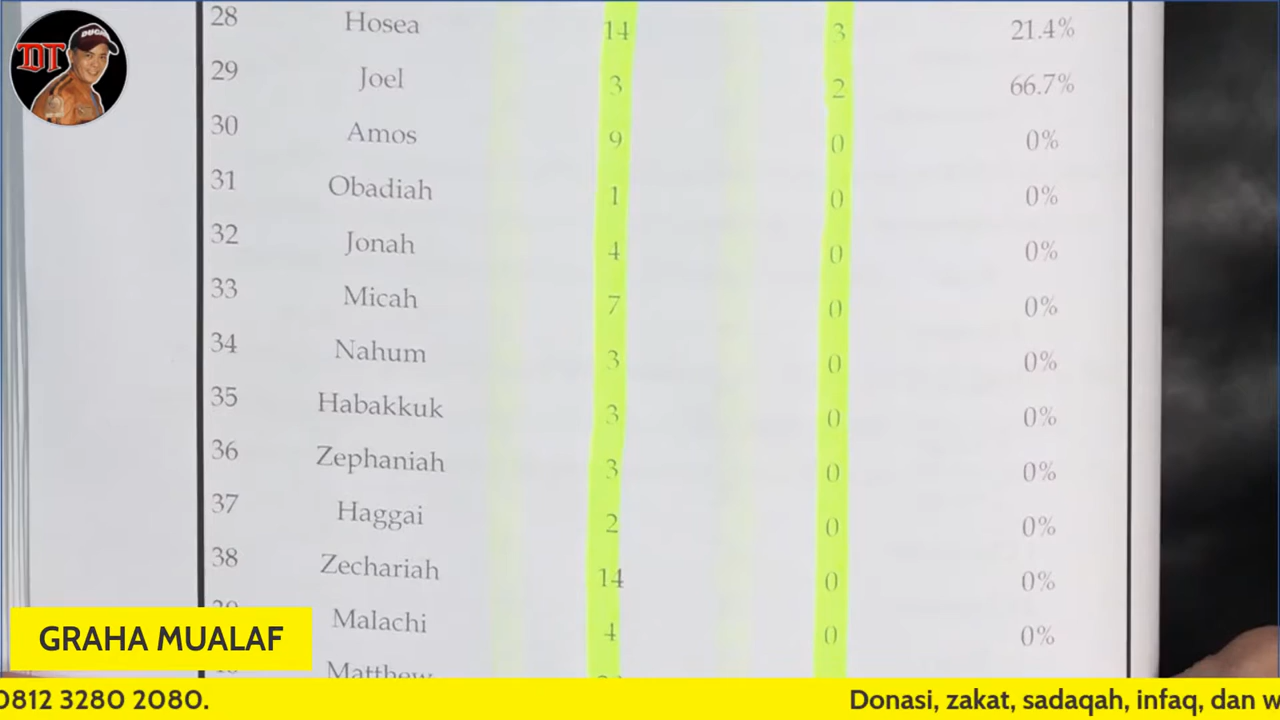 28 Hosea 14 3 21.4%
DT
29 Joel 3 2 66.7%
30 Amos 9 0 0%
31 Obadiah 1 0 0%
32 Jonah 4 0 0%
33 Micah 7 0 0%
34 Nahum 3 0 0%
35 Habakkuk 3 0 0%
36 Zephaniah 3 0 0%
37 Haggai 2 0 0%
38 Zechariah 14 0 0%
39 Malachi 4 0 0%
Matthew
GRAHA MUALAF
0812 3280 2080.
Donasi, zakat, sadaqah, infaq, dan